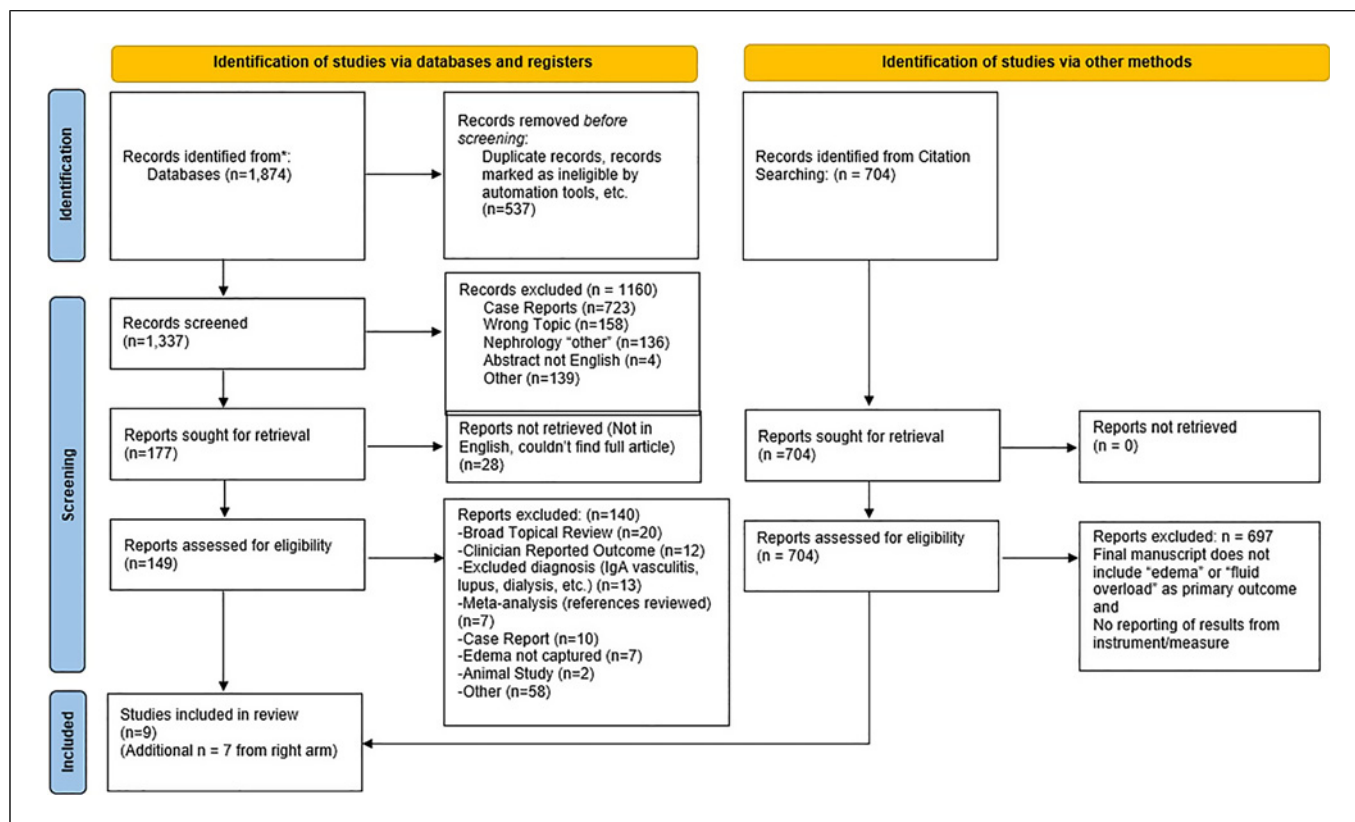 Identification of studies via databases and registers
Identification of studies via other methods
Identification
Records identified from*:
Databases (n=1,874)
Records removed before
screening:
Duplicate records, records
marked as ineligible by
automation tools, etc.
(n=537)
Records identified from Citation
Searching: (n = 704)
Screening
Records screened
(n=1,337)
Records excluded (n = 1160)
Case Reports (n=723)
Wrong Topic (n=158)
Nephrology “other” (n=136)
Abstract not English (n=4)
Other (n=139)
Reports sought for retrieval
(n=177)
Reports not retrieved (Not in
English, couldn’t find full article)
(n=28)
Reports sought for retrieval
(n =704)
Reports not retrieved
(n = 0)
Reports assessed for eligibility
(n=149)
Reports excluded: (n=140)
-Broad Topical Review (n=20)
-Clinician Reported Outcome (n=12)
-Excluded diagnosis (IgA vasculitis,
lupus, dialysis, etc.) (n=13)
-Meta-analysis (references reviewed)
(n=7)
-Case Report (n=10)
-Edema not captured (n=7)
-Animal Study (n=2)
-Other (n=58)
Reports assessed for eligibility
(n = 704)
Reports excluded: n = 697
Final manuscript does not
include “edema” or “fluid
overload” as primary outcome
and
No reporting of results from
instrument/measure
Included
Studies included in review
(n=9)
(Additional n = 7 from right arm)